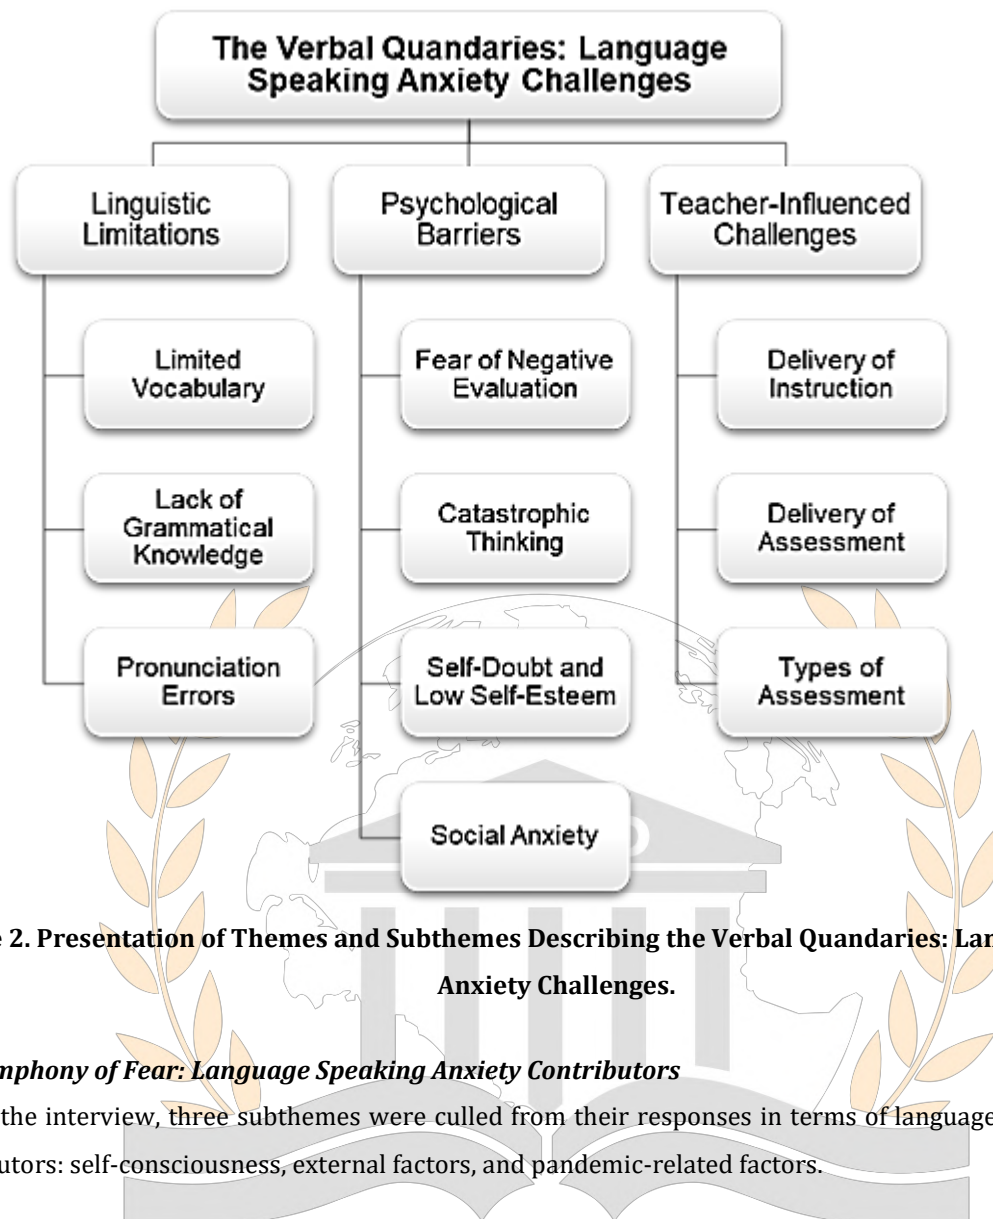 The Verbal Quandaries: Language
Speaking Anxiety Challenges
Linguistic
Limitations
Psychological
Barriers
Teacher-Influenced
Challenges
Limited
Vocabulary
Fear of Negative
Evaluation
Delivery of
Instruction
Lack of
Grammatical
Knowledge
Catastrophic
Thinking
Delivery of
Assessment
Pronunciation
Errors
Self-Doubt and
Low Self-Esteem
Types of
Assessment
Social Anxiety
2. Presentation of Themes and Subthemes Describing the Verbal Quandaries:
Anxiety Challenges.
of Fear: Language Speaking Anxiety Contributors
the interview, three subthemes were culled from their responses in terms of language
self-consciousness, external factors, and pandemic-related factors.